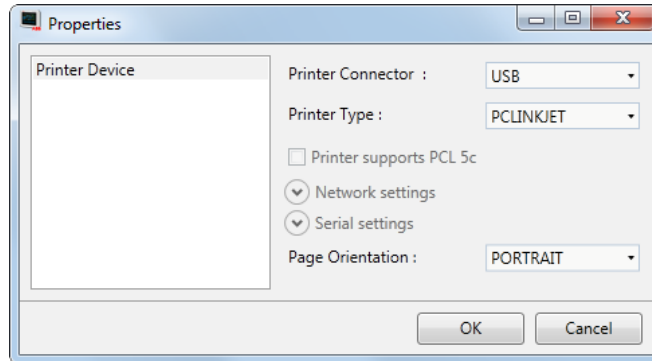 Properties
Printer Device
Printer Connector :
USB
Printer Type :
PCLINKJET
Printer supports PCL 5c
Network settings
Serial settings
Page Orientation :
PORTRAIT
OK
Cancel